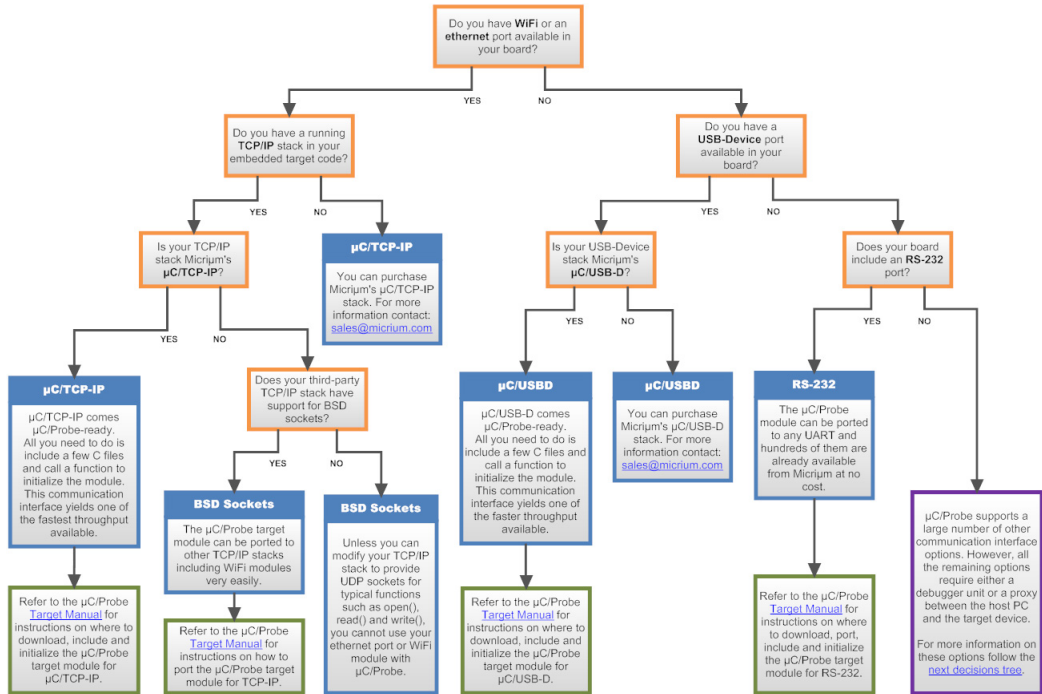 Do you have WiFi or an
ethernet port available in
your board?
YES
NO
Do you have a running
TCP/IP stack in your
embedded target code?
Do you have a
USB-Device port
available in your
board?
YES
NO
YES
NO
Is your TCP/IP
stack Micriμm's
μC/TCP-IP?
μC/TCP-IP
You can purchase
Micriμm's μC/TCP-IP
stack. For more
information contact:
sales@micrium.com
Is your USB-Device
stack Micriμm's
μC/USB-D?
Does your board
include an RS-232
port?
YES
NO
YES
NO
YES
NO
μC/TCP-IP
μC/TCP-IP comes
μC/Probe-ready.
All you need to do is
include a few C files
and call a function to
initialize the module.
This communication
interface yields one of
the fastest throughput
available.
Does your third-party
TCP/IP stack have
support for BSD
sockets?
μC/USBD
μC/USB-D comes
μC/Probe-ready.
All you need to do is
include a few C files and
call a function to
initialize the module.
This communication
interface yields one of
the faster throughput
available.
μC/USBD
You can purchase
Micriμm's μC/USB-D
stack. For more
information contact:
sales@micrium.com
RS-232
The μC/Probe
module can be ported
to any UART and
hundreds of them are
already available
from Micriμm at no
cost.
YES
NO
BSD Sockets
The μC/Probe target
module can be ported to
other TCP/IP stacks
including WiFi modules
very easily.
BSD Sockets
Unless you can
modify your TCP/IP
stack to provide
UDP sockets for
typical functions
such as open(),
read() and write(),
you cannot use your
ethernet port or WiFi
module with
μC/Probe.
μC/Probe supports a
large number of other
communication interface
options. However, all
the remaining options
require either a
debugger unit or a proxy
between the host PC
and the target device.
For more information on
these options follow the
next decisions tree.
Refer to the μC/Probe
Target Manual for
instructions on where to
download, include and
initialize the μC/Probe
target module for
μC/TCP-IP.
Refer to the μC/Probe
Target Manual for
instructions on how to
port the μC/Probe target
module for TCP-IP.
Refer to the μC/Probe
Target Manual for
instructions on where to
download, include and
initialize the μC/Probe
target module for
μC/USB-D.
Refer to the μC/Probe
Target Manual for
instructions on where
to download, port,
include and initialize
the μC/Probe target
module for RS-232.